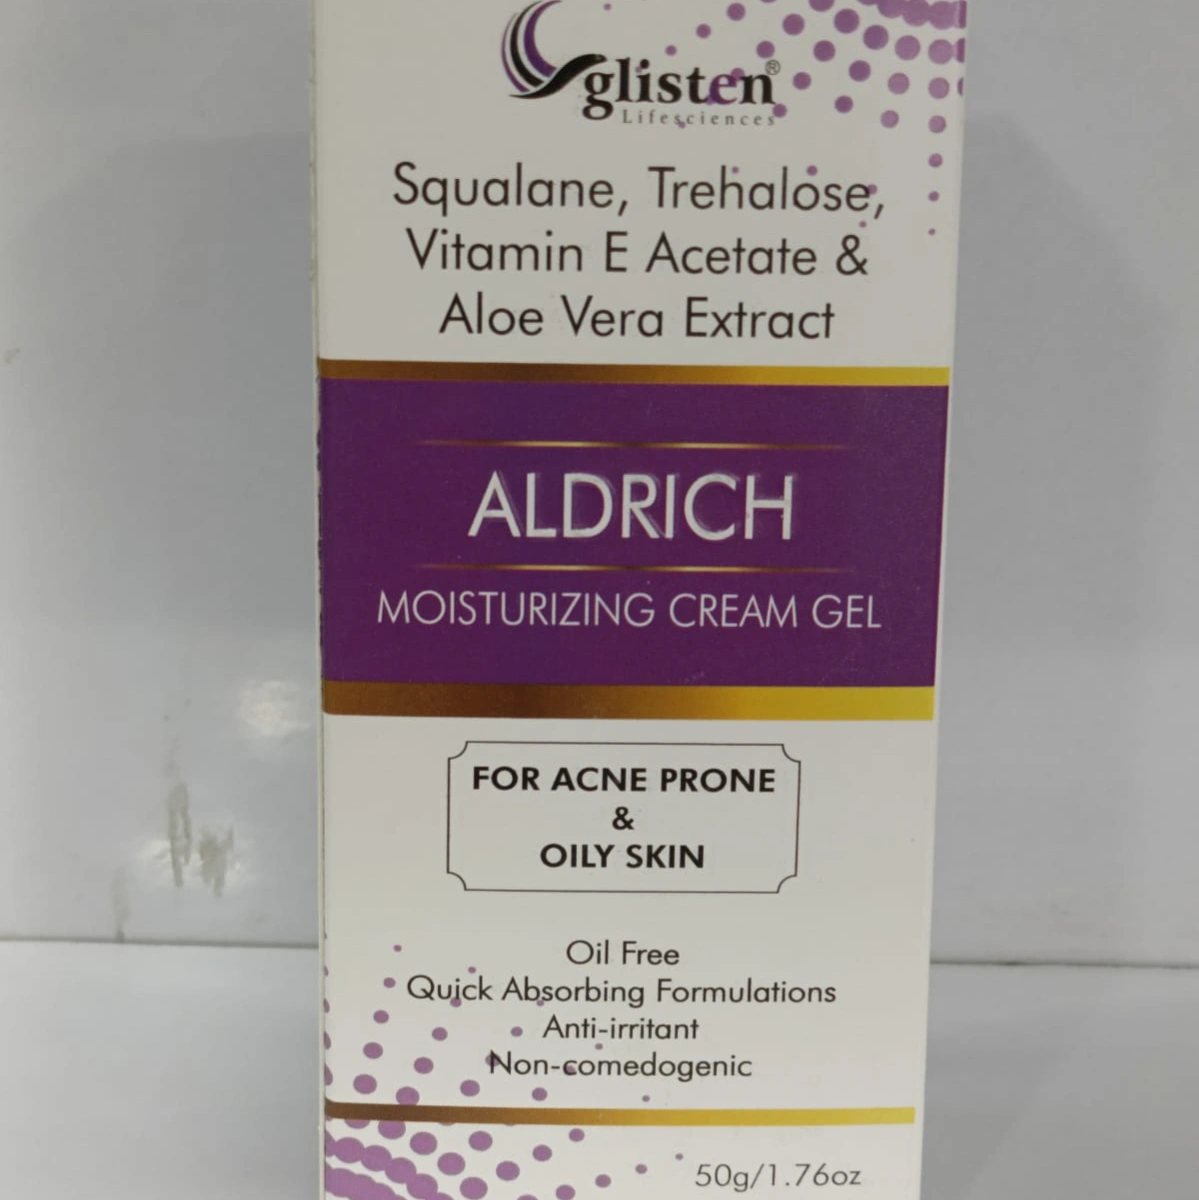 glisten®
Lifesciences
Squalane, Trehalose,
Vitamin E Acetate &
Aloe Vera Extract
ALDRICH
MOISTURIZING CREAM GEL
FOR ACNE PRONE
&
OILY SKIN
Oil Free
Quick Absorbing Formulations
Anti-irritant
Non-comedogenic
50g/1.76oz